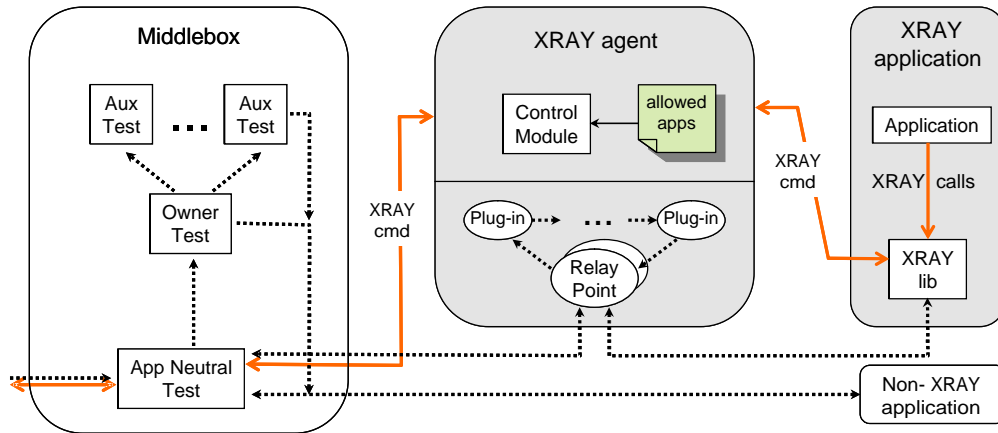 Middlebox
Aux
Test
...
Aux
Test
Owner
Test
App Neutral
Test
XRAY
cmd
XRAY agent
Control
Module
allowed
apps
Plug-in
...
Plug-in
Relay
Point
XRAY
cmd
XRAY
application
Application
XRAY calls
XRAY
lib
Non- XRAY
application